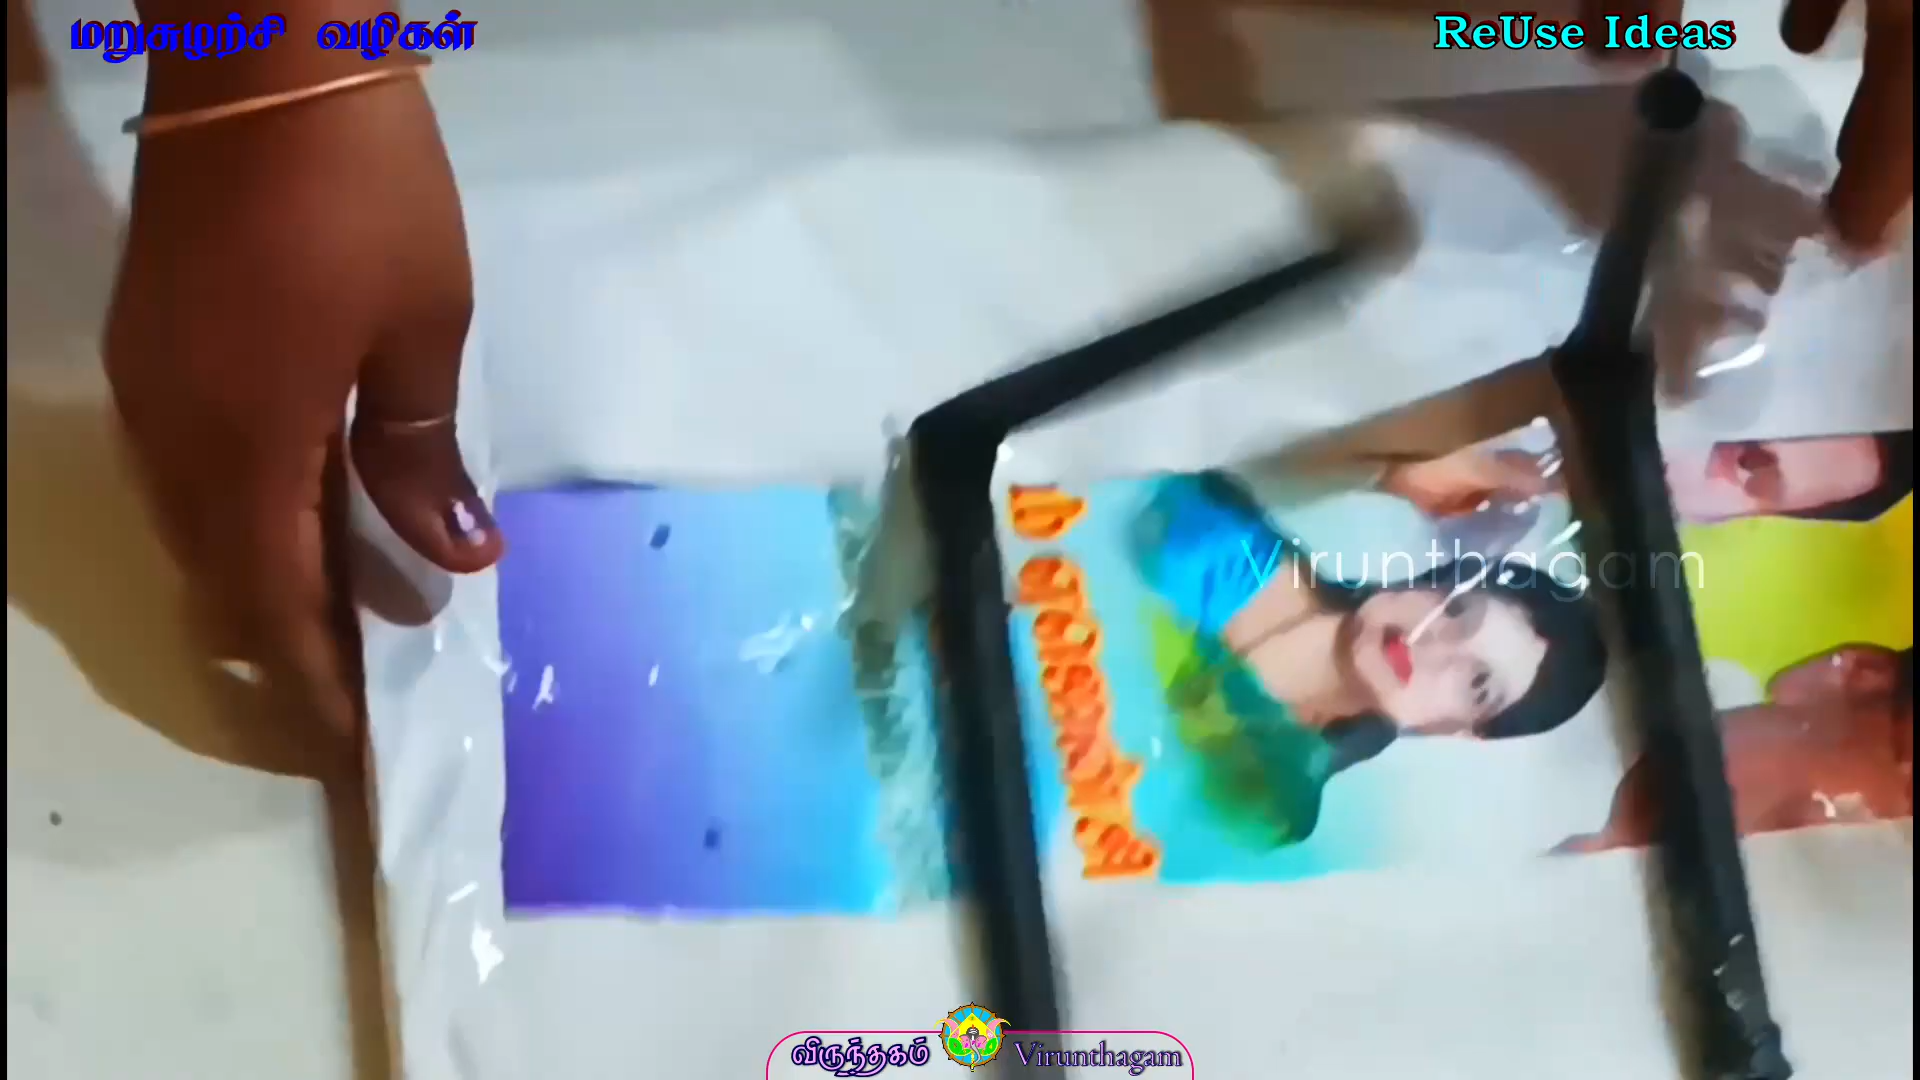 மறுசுழற்சி வழிகள்
ReUse Ideas
Virunthagam
விருந்தகம்
Virunthagam